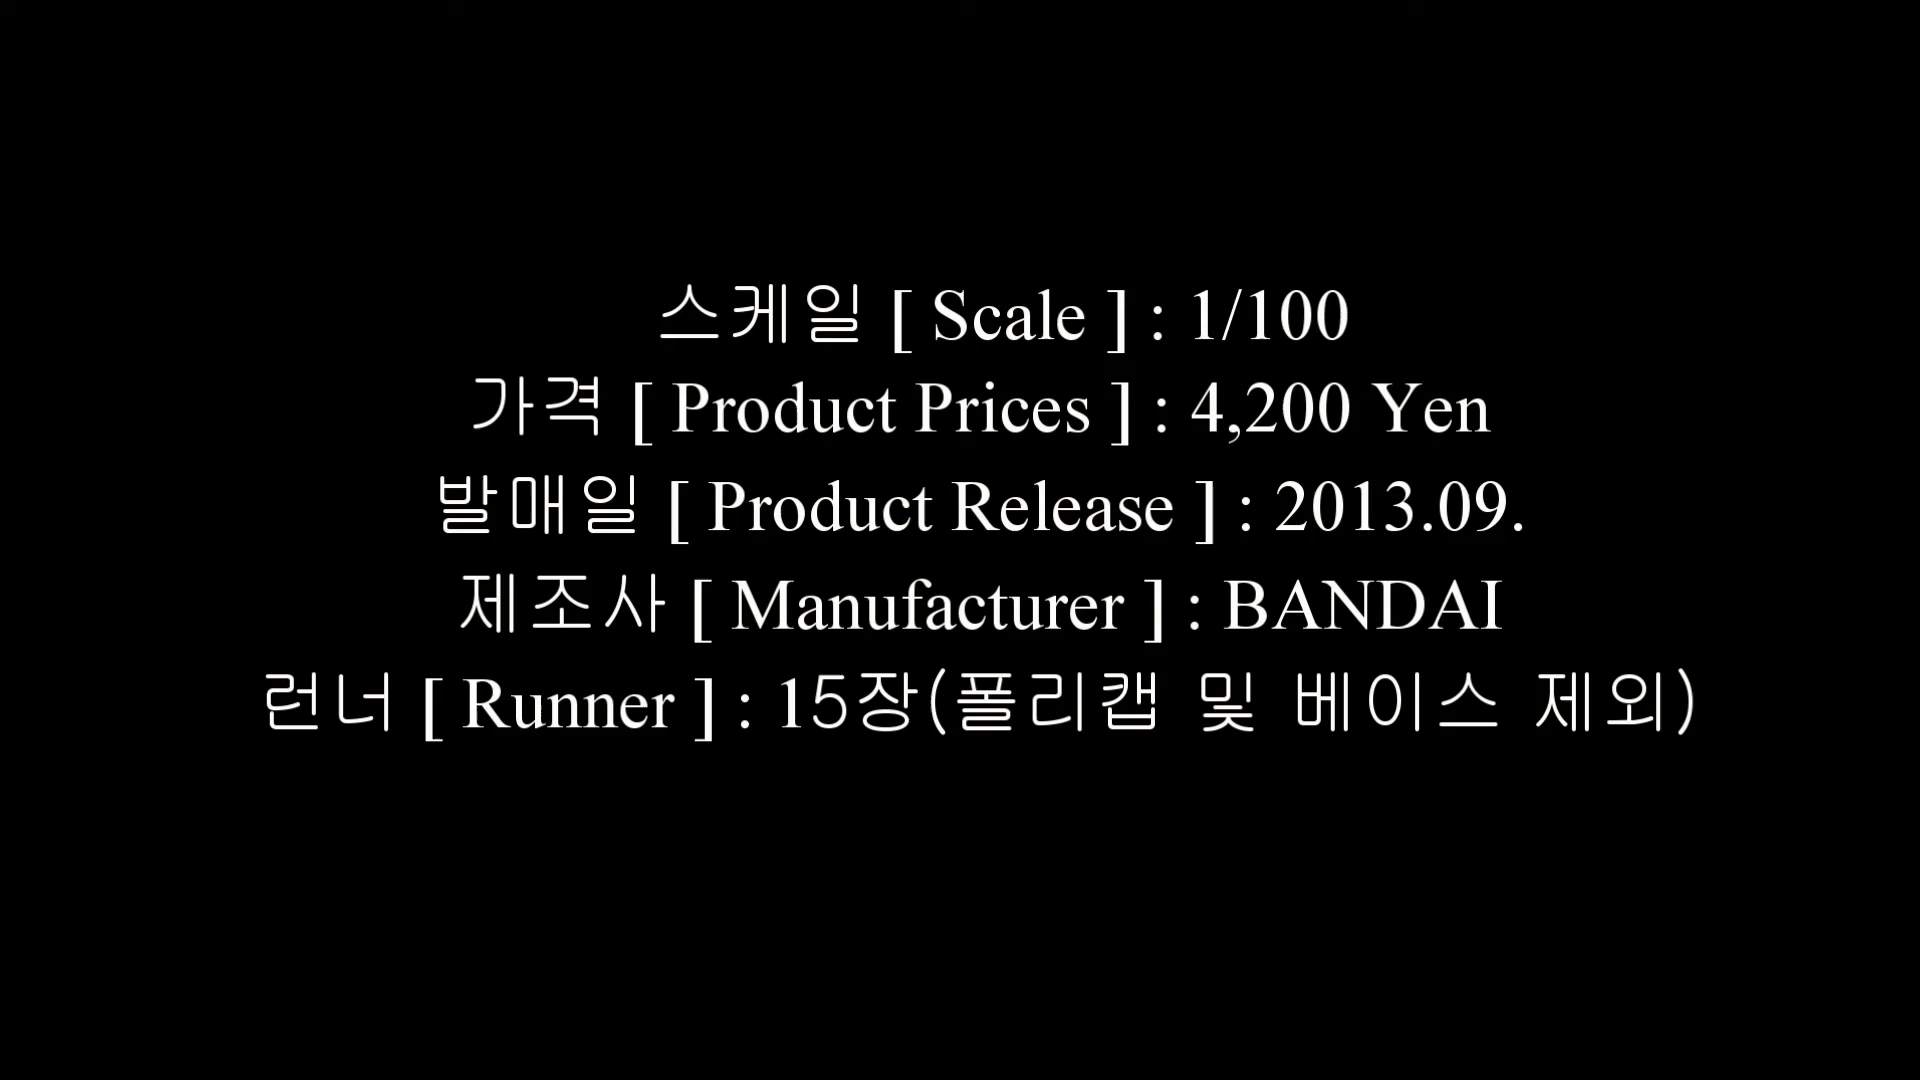 스케일 [ Scale ] : 1/100
가격 [ Product Prices ] : 4,200 Yen
발매일 [ Product Release ] : 2013.09.
제조사 [ Manufacturer ] : BANDAI
런너 [ Runner ] : 15장(폴리캡 및 베이스 제외)